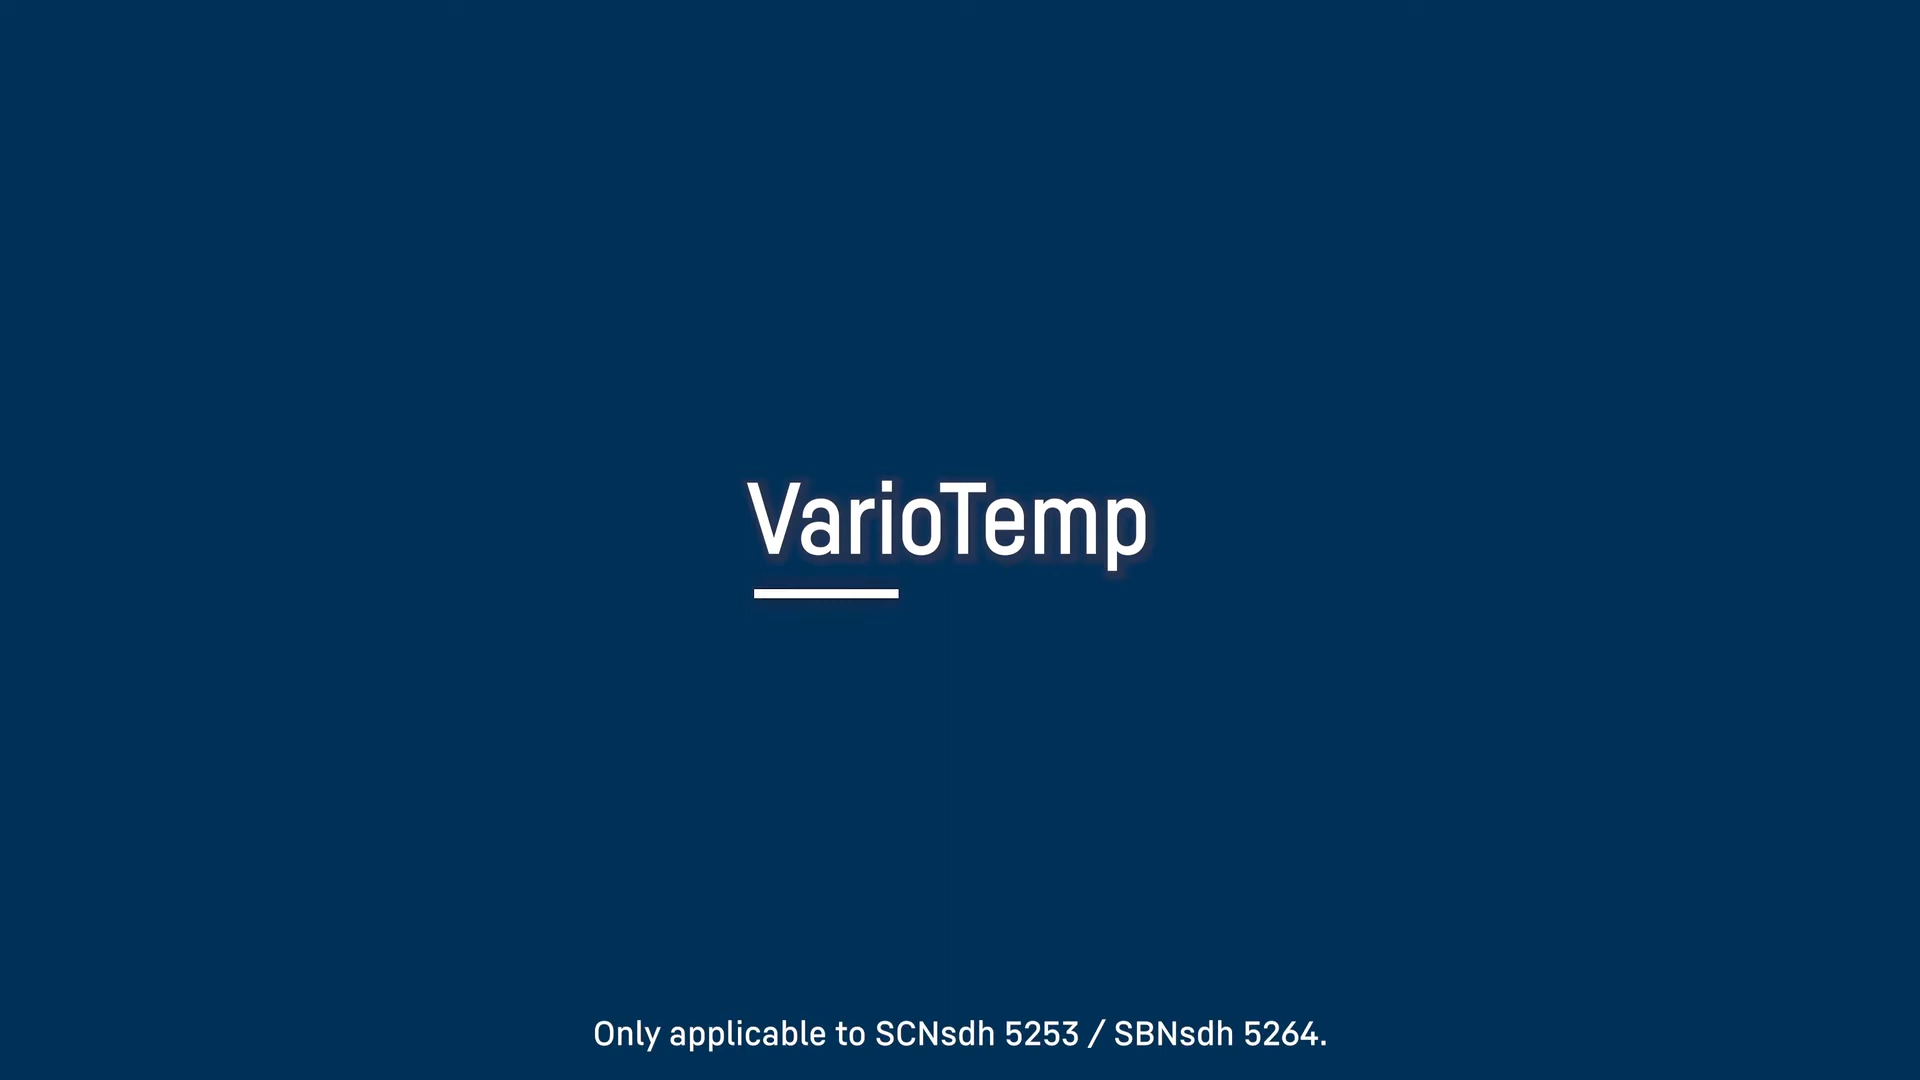 VarioTemp
Only applicable to SCNsdh 5253 / SBNsdh 5264.